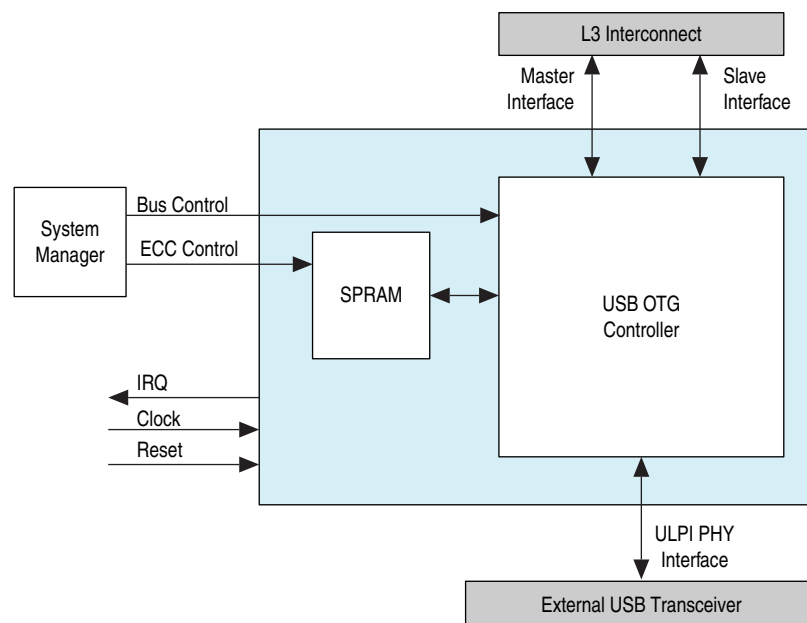 L3 Interconnect
Master
Interface
Slave
Interface
System
Manager
Bus Control
ECC Control
SPRAM
USB OTG
Controller
IRQ
Clock
Reset
ULPI PHY
Interface
External USB Transceiver